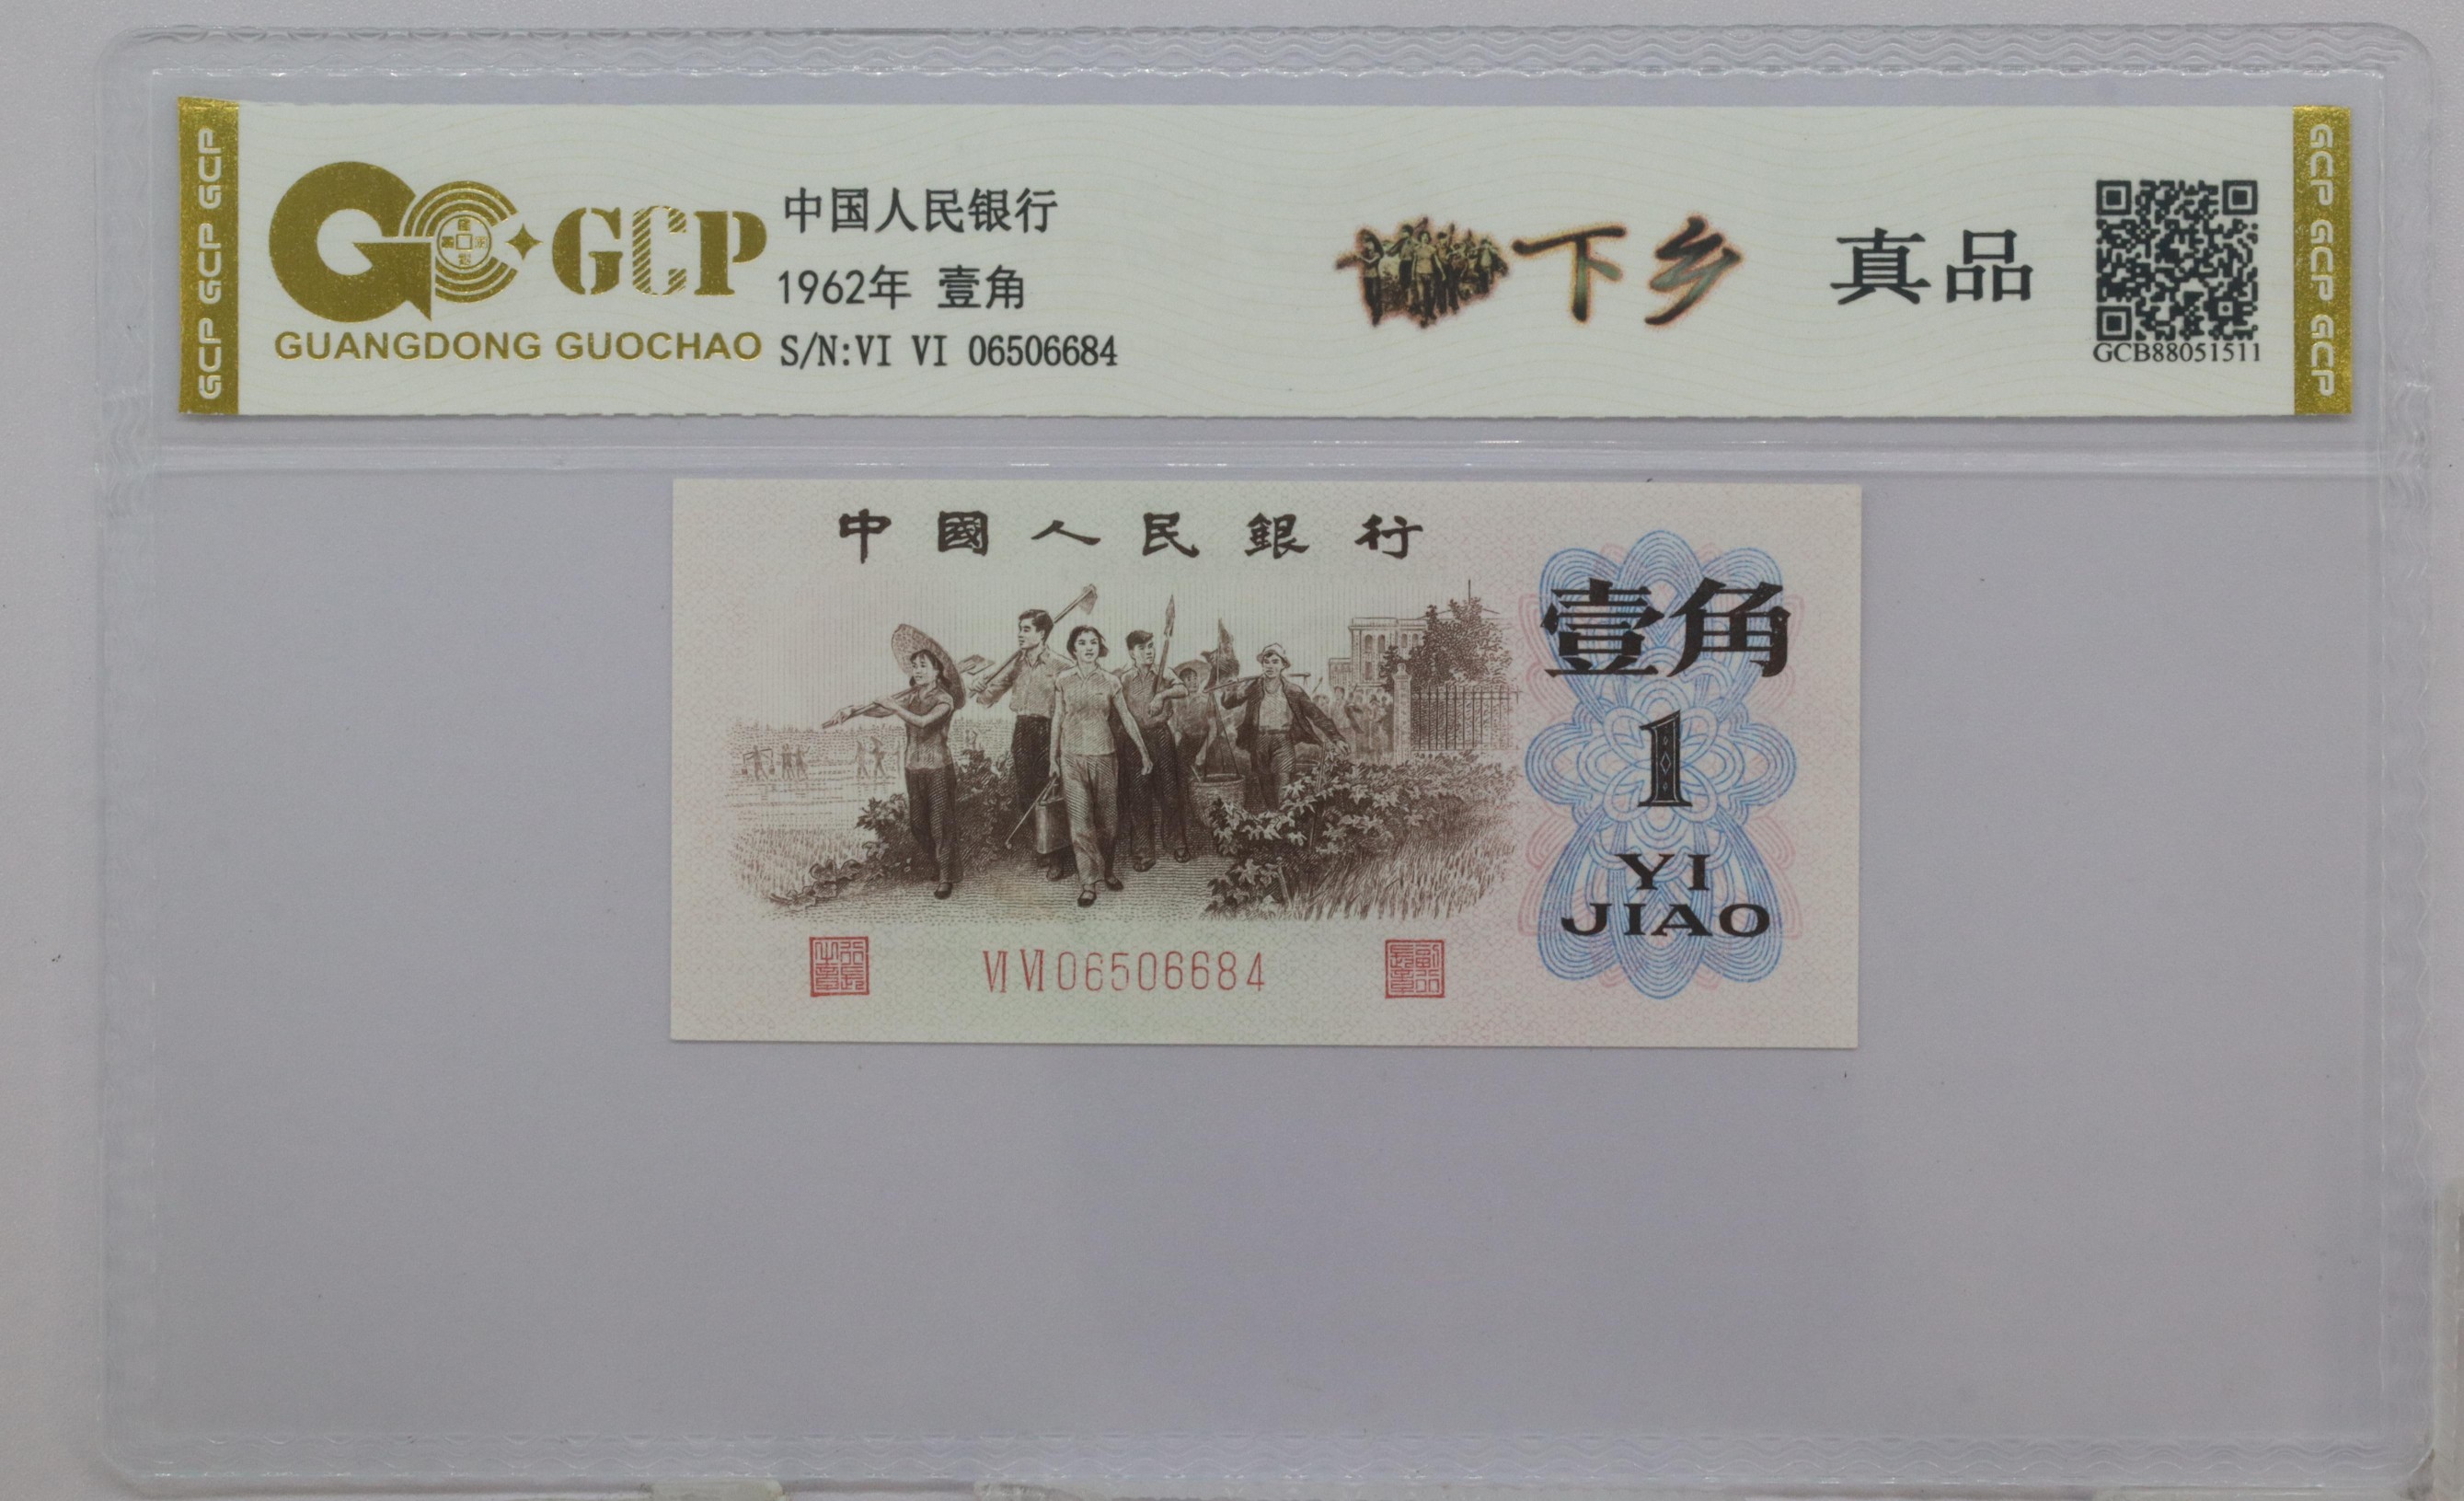 GCP GCP GCP
GCP
GUANGDONG GUOCHAO
中国人民银行
1962年 壹角
S/N:VI VI 06506684
下乡
真品
GCB88051511
GCP GCP GCP
中國人民銀行
壹角
1
YI
JIAO
VI VI 06506684